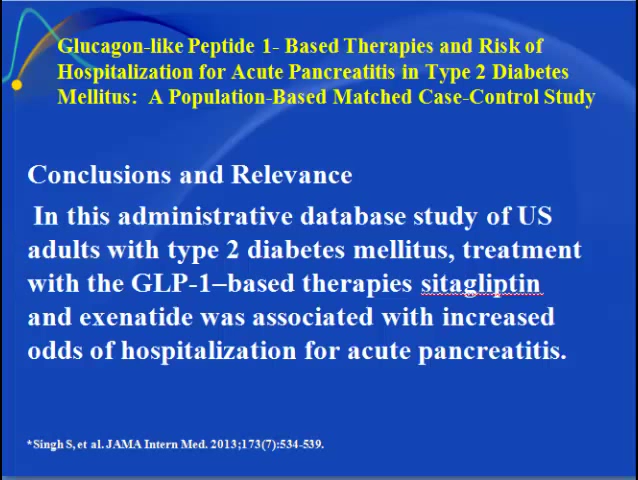 Glucagon-like Peptide 1- Based Therapies and Risk of
Hospitalization for Acute Pancreatitis in Type 2 Diabetes
Mellitus:  A Population-Based Matched Case-Control Study
Conclusions and Relevance
In this administrative database study of US
adults with type 2 diabetes mellitus, treatment
with the GLP-1–based therapies sitagliptin
and exenatide was associated with increased
odds of hospitalization for acute pancreatitis.
*Singh S, et al. JAMA Intern Med. 2013;173(7):534-539.